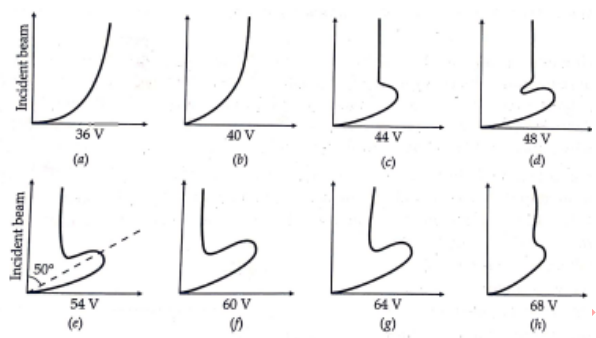 Incident beam
36 V
40 V
44 V
48 V
(a)
(b)
(c)
(d)
Incident beam
50°
54 V
60 V
64 V
68 V
(e)
(f)
(g)
(h)